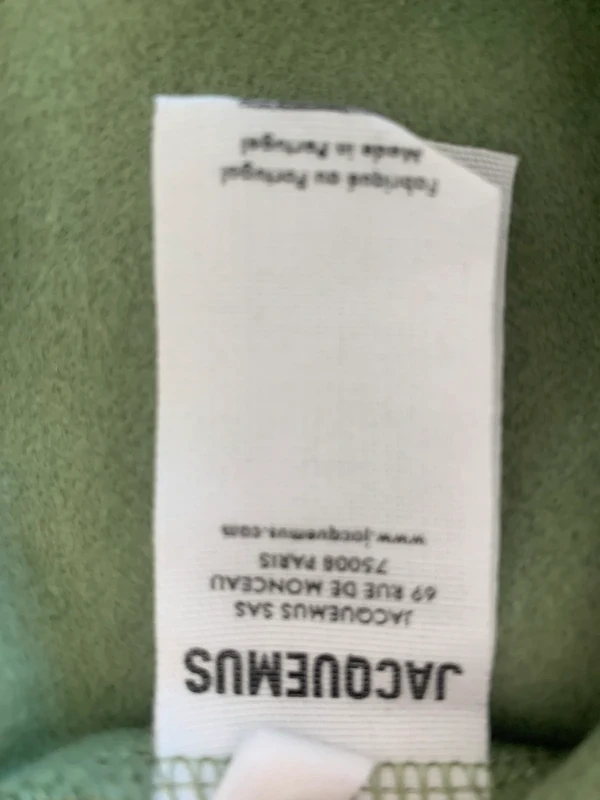 JACQUEMUS
JACQUEMUS SAS
69 RUE DE MONCEAU
75008 PARIS
www.jacquemus.com
Fabriqué au Portugal
Made in Portugal